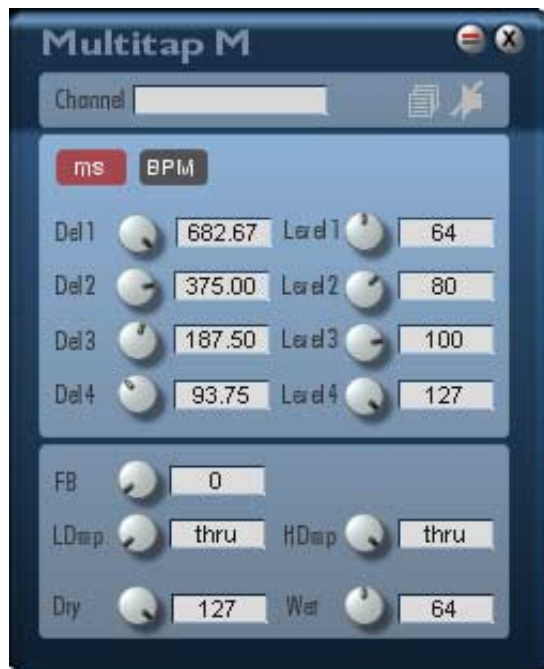 Multitap M
X
Channel
ms BPM
Del1 682.67 Level1 64
Del2 375.00 Level2 80
Del3 187.50 Level3 100
Del4 93.75 Level4 127
FB 0
LDmp thru HDmp thru
Dry 127 Wet 64